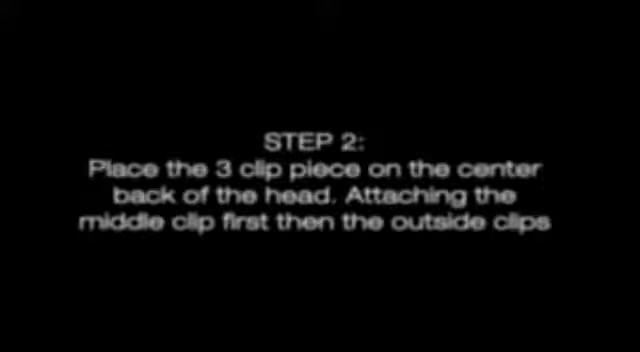 STEP 2:
Place the 3 clip piece on the center
back of the head. Attaching the
middle clip first then the outside clips